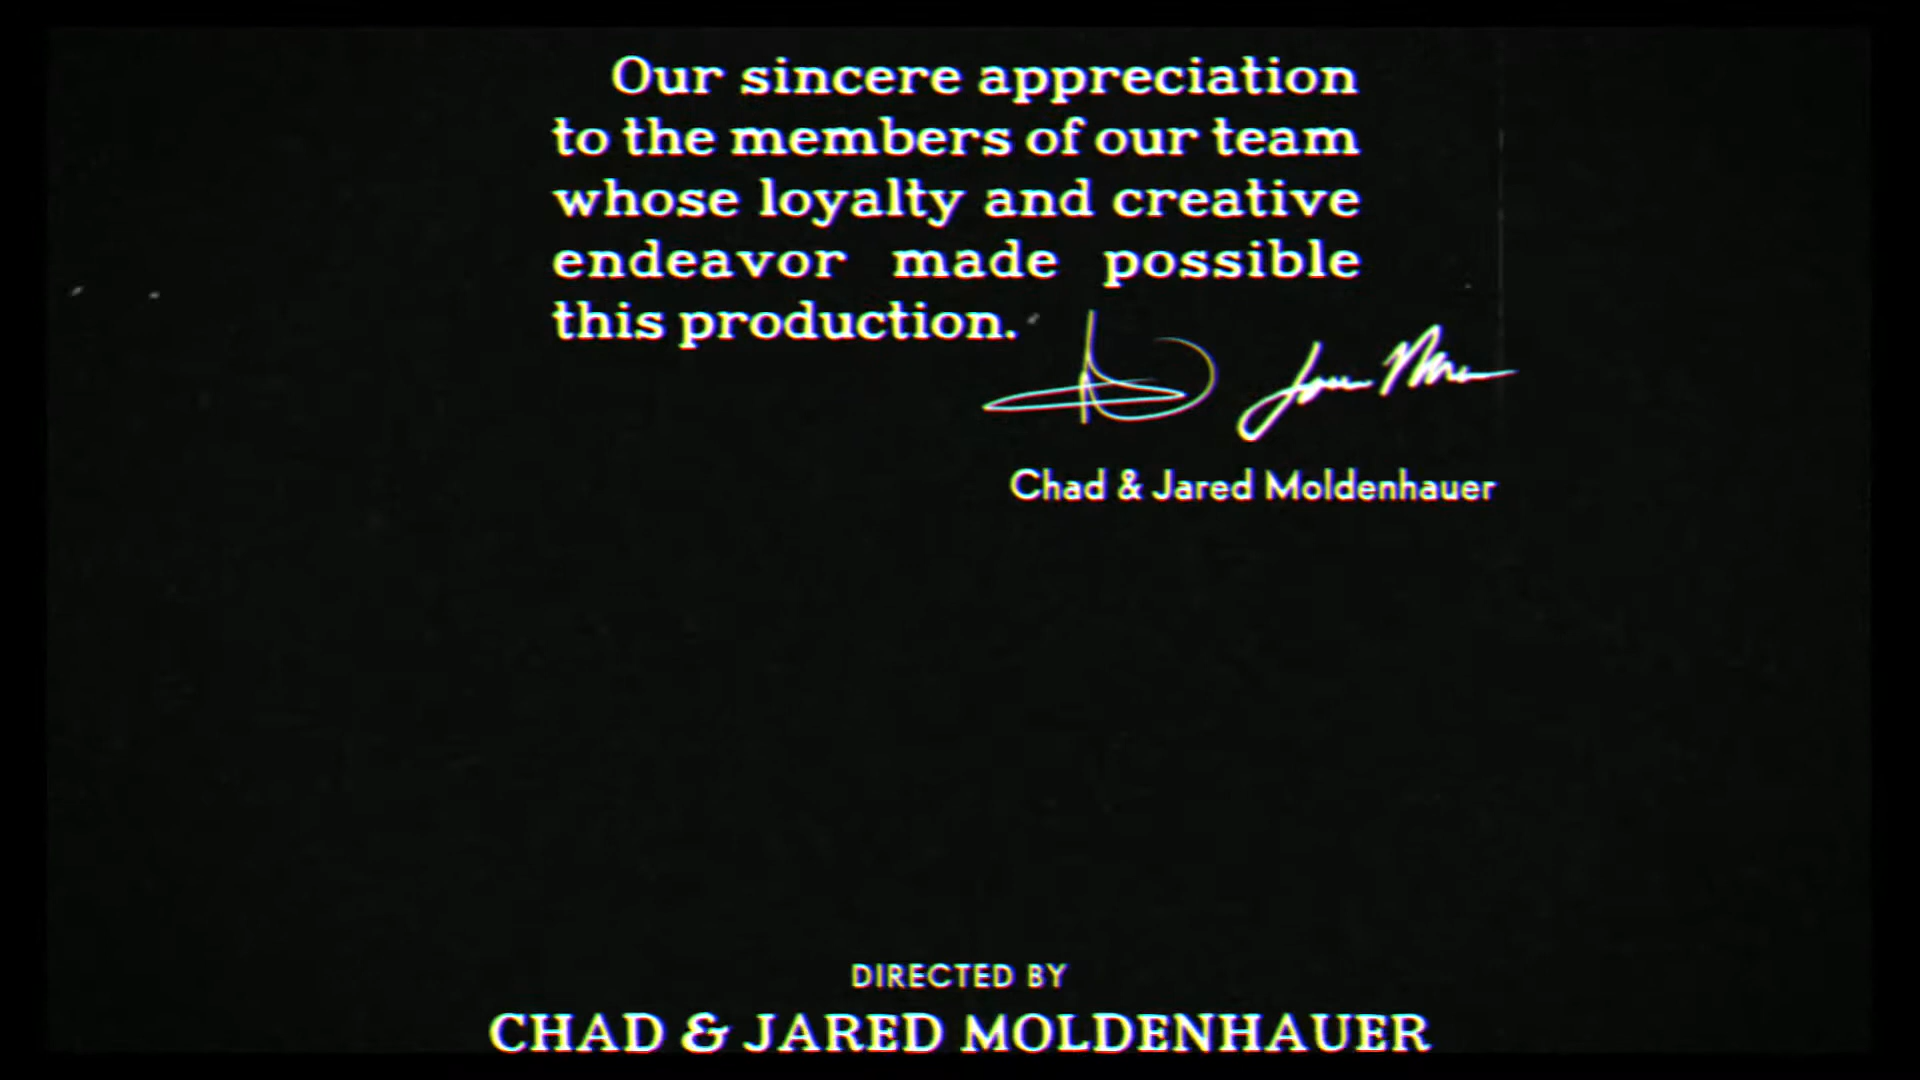 Our sincere appreciation
to the members of our team
whose loyalty and creative
endeavor made possible
this production.
Chad & Jared Moldenhauer
DIRECTED BY
CHAD & JARED MOLDENHAUER